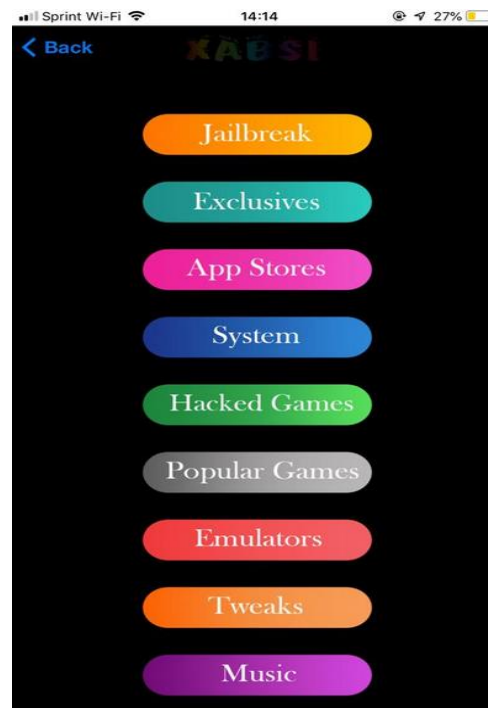 Sprint Wi-Fi 14:14 27%
Back XABSI
Jailbreak
Exclusives
App Stores
System
Hacked Games
Popular Games
Emulators
Tweaks
Music